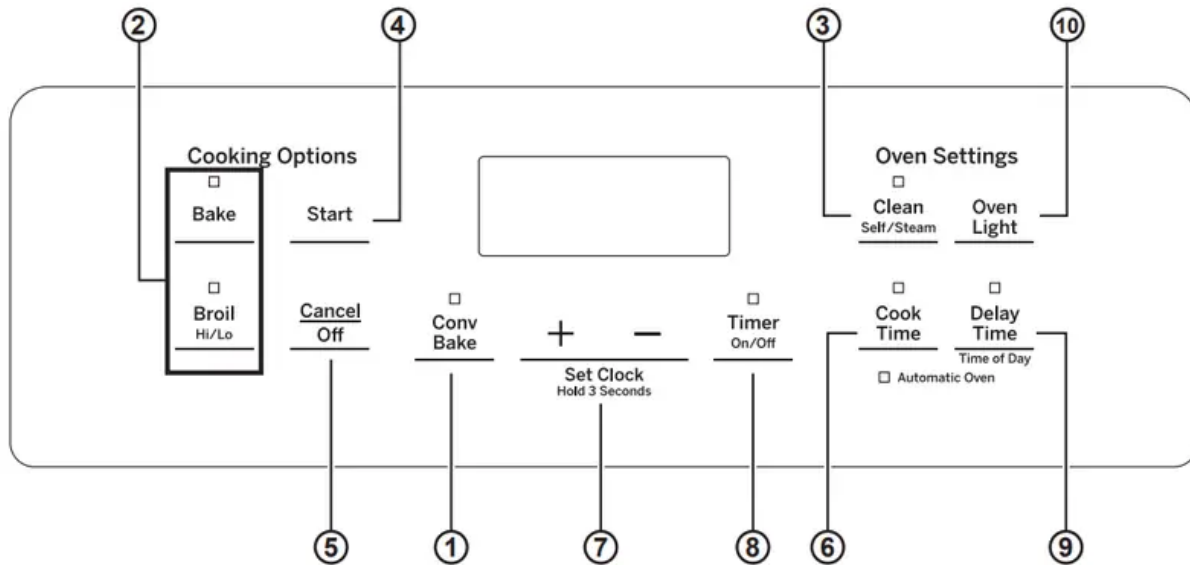 2
4
3
10
Cooking Options
Oven Settings
Bake
Start
Clean
Self/Steam
Oven
Light
Broil
Hi/Lo
Cancel
Off
Conv
Bake
+ −
Set Clock
Hold 3 Seconds
Timer
On/Off
Cook
Time
Delay
Time
Time of Day
Automatic Oven
5
1
7
8
6
9